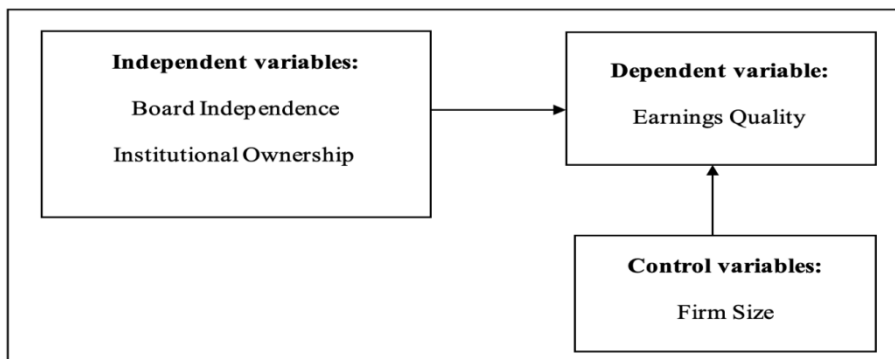 Independent variables:
Board Independence
Institutional Ownership
Dependent variable:
Earnings Quality
Control variables:
Firm Size